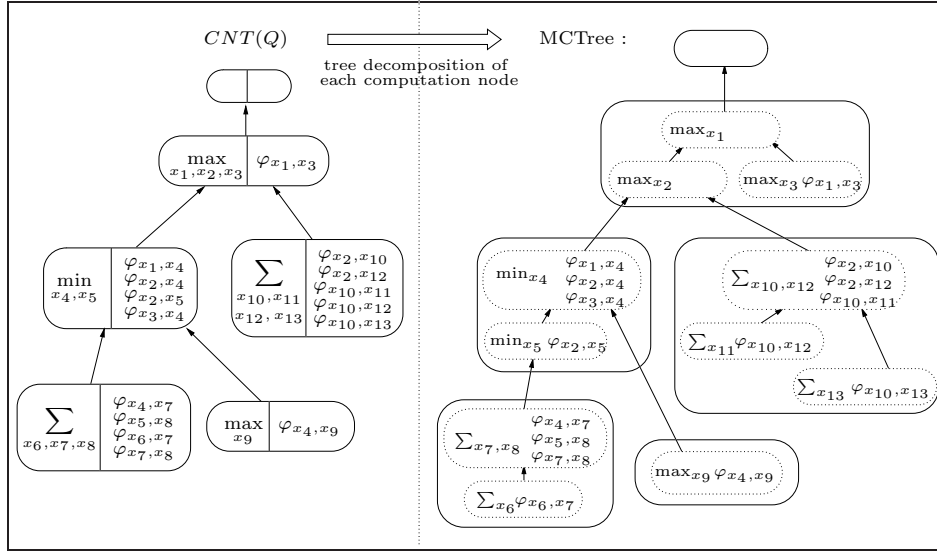 CNT(Q)
tree decomposition of
each computation node
MCTree :
max
x₁, x₂, x₃
φx₁, x₃
min
x₄, x₅
φx₁, x₄
φx₂, x₄
φx₂, x₅
φx₃, x₄
∑
x₁₀, x₁₁
x₁₂, x₁₃
φx₂, x₁₀
φx₂, x₁₂
φx₁₀, x₁₁
φx₁₀, x₁₂
φx₁₀, x₁₃
∑
x₆, x₇, x₈
φx₄, x₇
φx₅, x₈
φx₆, x₇
φx₇, x₈
max
x₉
φx₄, x₉
maxx₁
maxx₂
maxx₃ φx₁, x₃
minx₄
φx₁, x₄
φx₂, x₄
φx₃, x₄
minx₅ φx₂, x₅
∑x₁₀, x₁₂
φx₂, x₁₀
φx₂, x₁₂
φx₁₀, x₁₁
∑x₁₁ φx₁₀, x₁₂
∑x₁₃ φx₁₀, x₁₃
∑x₇, x₈
φx₄, x₇
φx₅, x₈
φx₇, x₈
∑x₆ φx₆, x₇
maxx₉ φx₄, x₉